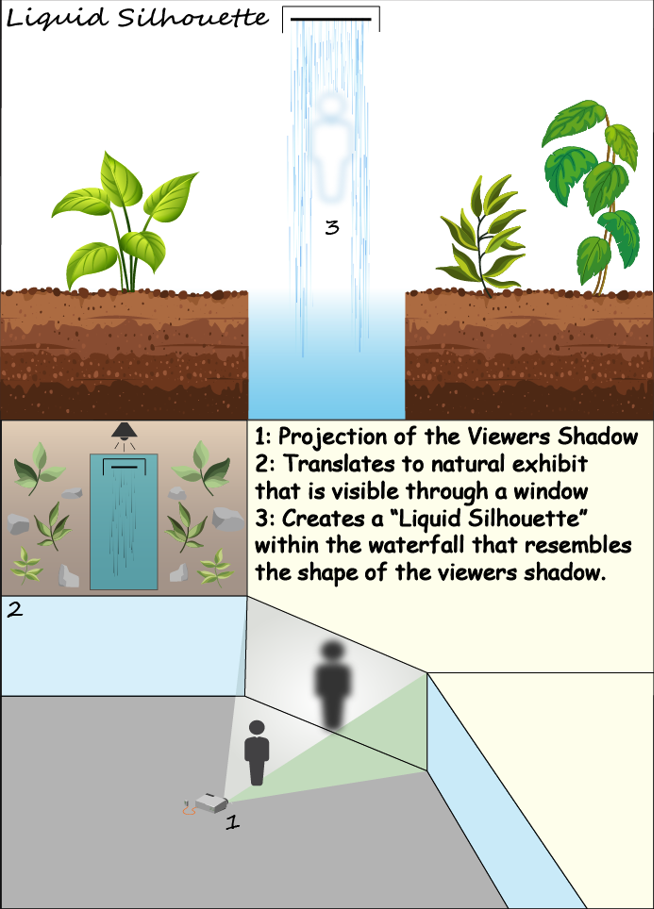 Liquid Silhouette
3
1: Projection of the Viewers Shadow
2: Translates to natural exhibit
that is visible through a window
3: Creates a “Liquid Silhouette”
within the waterfall that resembles
the shape of the viewers shadow.
2
1